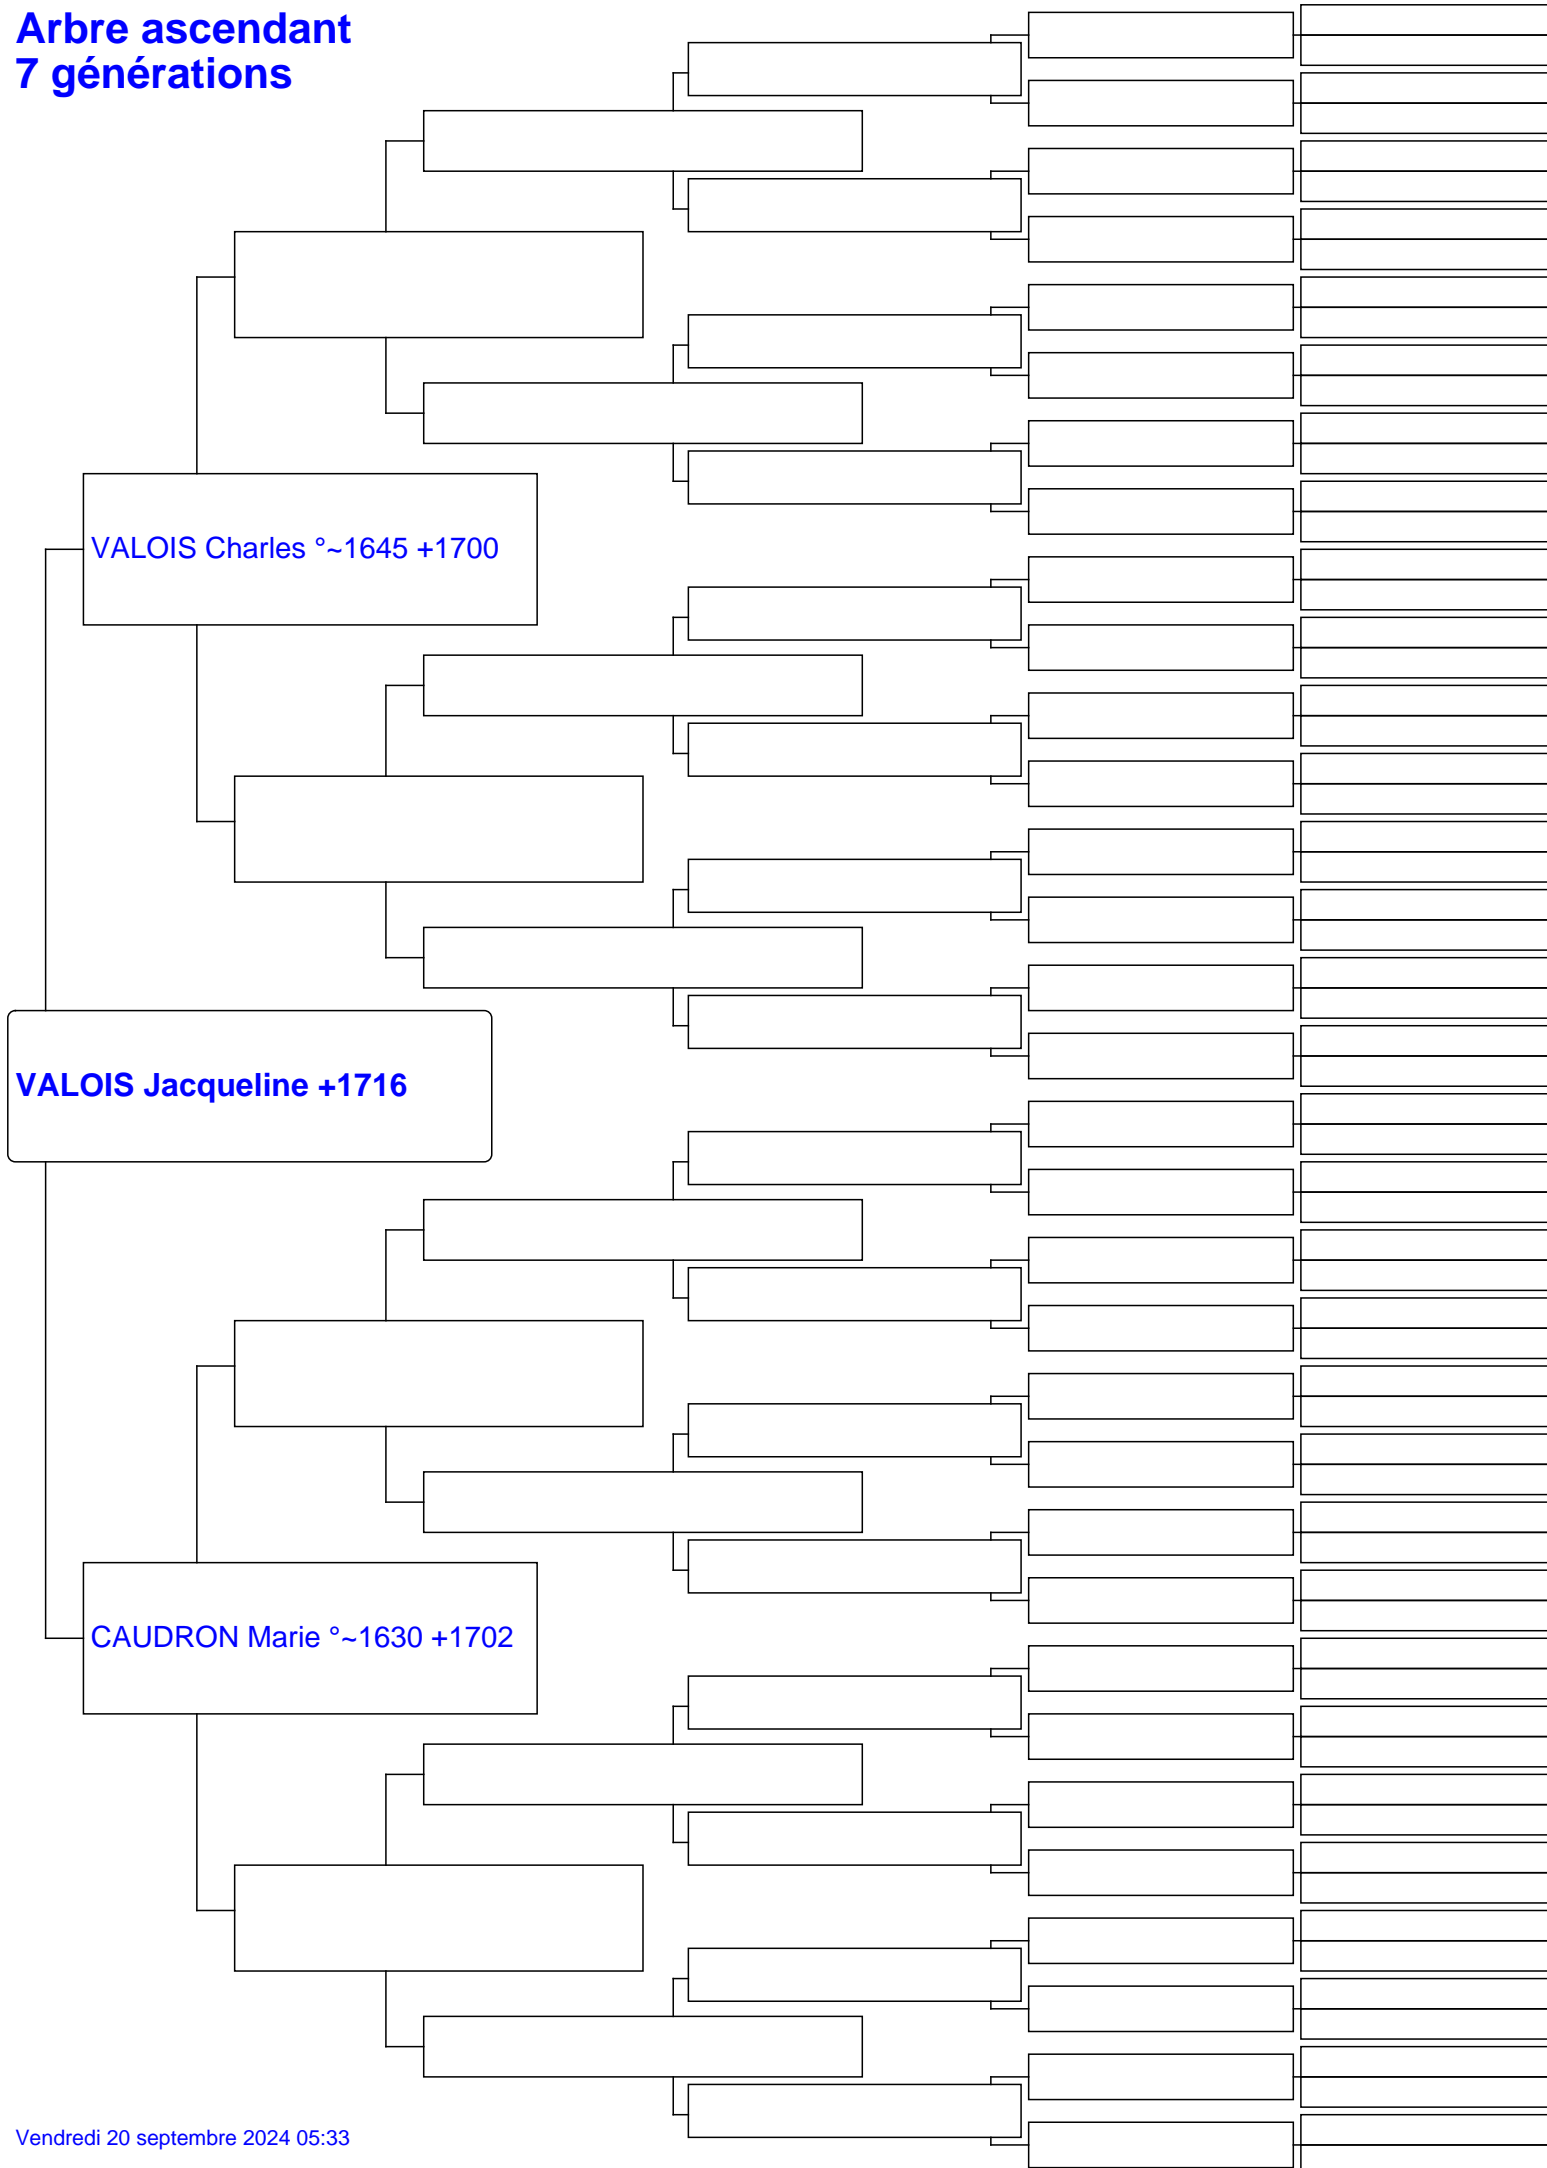 Arbre ascendant
7 générations
VALOIS Charles °~1645 +1700
VALOIS Jacqueline +1716
CAUDRON Marie °~1630 +1702
Vendredi 20 septembre 2024 05:33